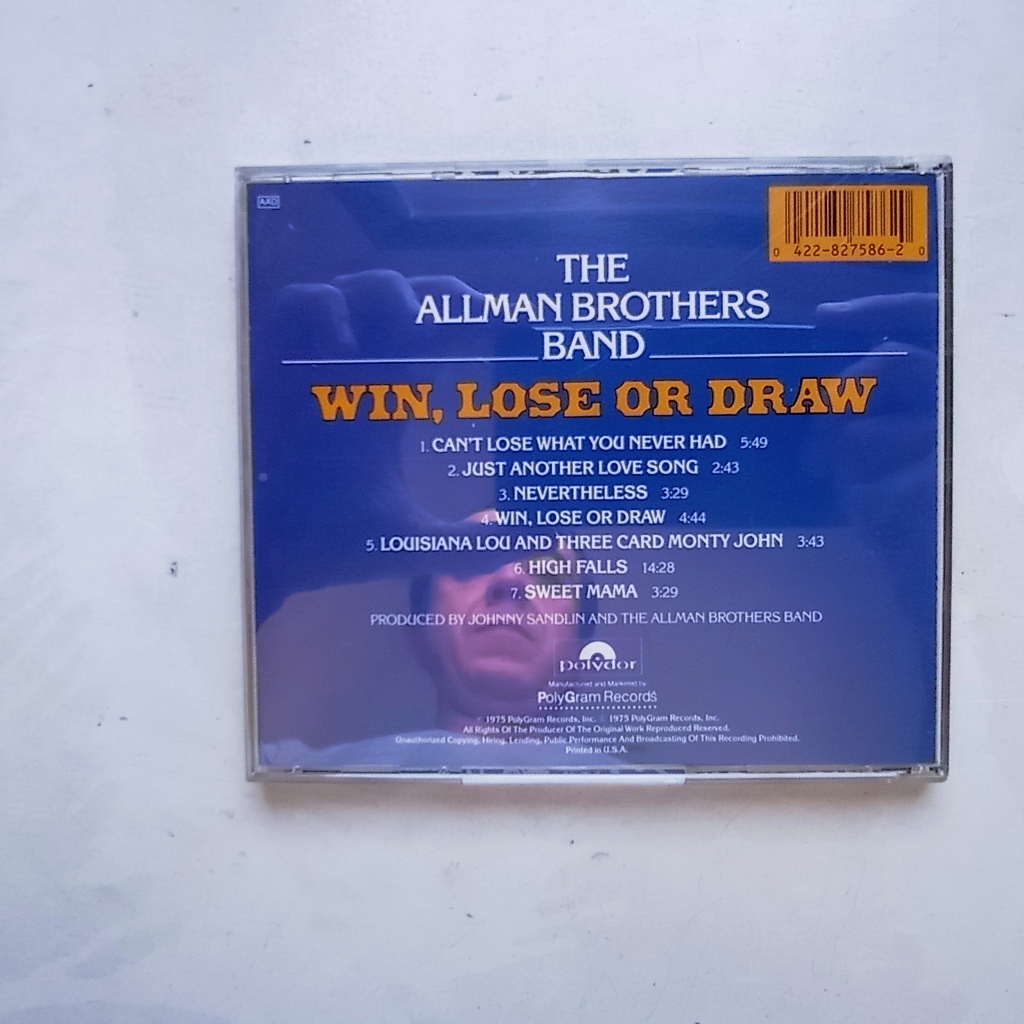 AAD
0 422-827586-2 0
THE
ALLMAN BROTHERS
BAND
WIN, LOSE OR DRAW
1. CAN'T LOSE WHAT YOU NEVER HAD 5:49
2. JUST ANOTHER LOVE SONG 2:43
3. NEVERTHELESS 3:29
4. WIN, LOSE OR DRAW 4:44
5. LOUISIANA LOU AND THREE CARD MONTY JOHN 3:43
6. HIGH FALLS 14:28
7. SWEET MAMA 3:29
PRODUCED BY JOHNNY SANDLIN AND THE ALLMAN BROTHERS BAND
polydor
Manufactured and Marketed by
PolyGram Records
℗ 1975 PolyGram Records, Inc. © 1975 PolyGram Records, Inc.
All Rights Of The Producer Of The Original Work Reproduced Reserved.
Unauthorized Copying, Hiring, Lending, Public Performance And Broadcasting Of This Recording Prohibited.
Printed in U.S.A.